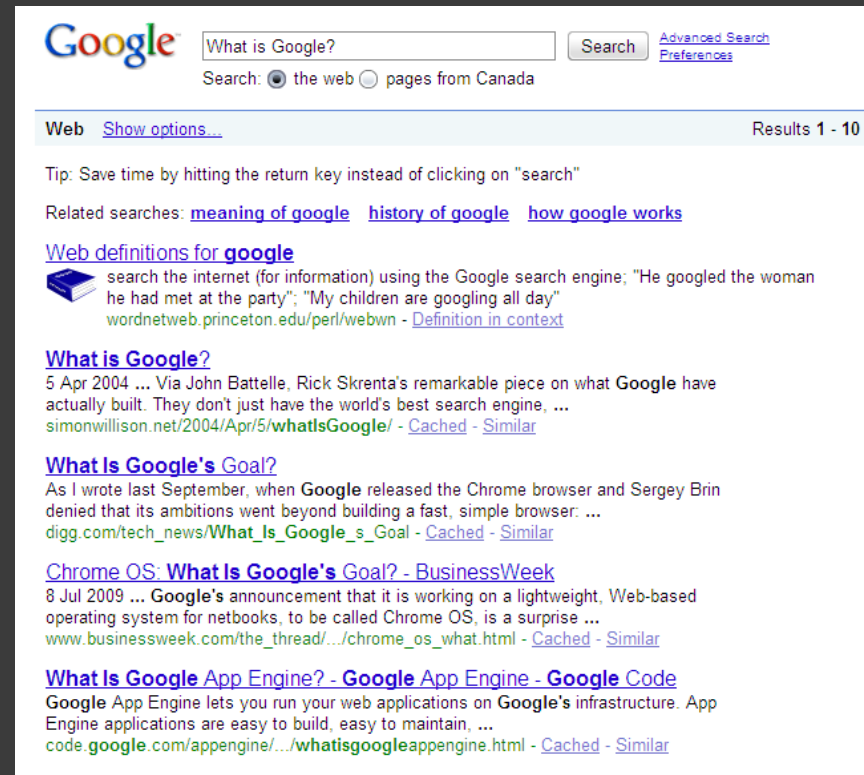 Google What is Google? Search Advanced Search
Preferences
Search: the web pages from Canada
Web Show options... Results 1 - 10
Tip: Save time by hitting the return key instead of clicking on "search"
Related searches: meaning of google history of google how google works
Web definitions for google
search the internet (for information) using the Google search engine; "He googled the woman
he had met at the party"; "My children are googling all day"
wordnetweb.princeton.edu/perl/webwn - Definition in context
What is Google?
5 Apr 2004 ... Via John Battelle, Rick Skrenta's remarkable piece on what Google have
actually built. They don't just have the world's best search engine, ...
simonwillison.net/2004/Apr/5/whatIsGoogle/ - Cached - Similar
What Is Google's Goal?
As I wrote last September, when Google released the Chrome browser and Sergey Brin
denied that its ambitions went beyond building a fast, simple browser: ...
digg.com/tech_news/What_Is_Google_s_Goal - Cached - Similar
Chrome OS: What Is Google's Goal? - BusinessWeek
8 Jul 2009 ... Google's announcement that it is working on a lightweight, Web-based
operating system for netbooks, to be called Chrome OS, is a surprise ...
www.businessweek.com/the_thread/.../chrome_os_what.html - Cached - Similar
What Is Google App Engine? - Google App Engine - Google Code
Google App Engine lets you run your web applications on Google's infrastructure. App
Engine applications are easy to build, easy to maintain, ...
code.google.com/appengine/.../whatisgoogleappengine.html - Cached - Similar